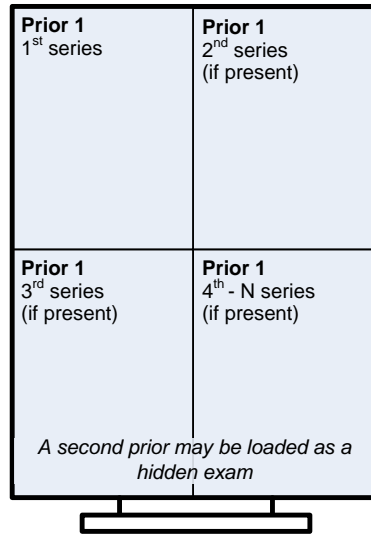 Prior 1
1st series
Prior 1
2nd series
(if present)
Prior 1
3rd series
(if present)
Prior 1
4th - N series
(if present)
A second prior may be loaded as a
hidden exam